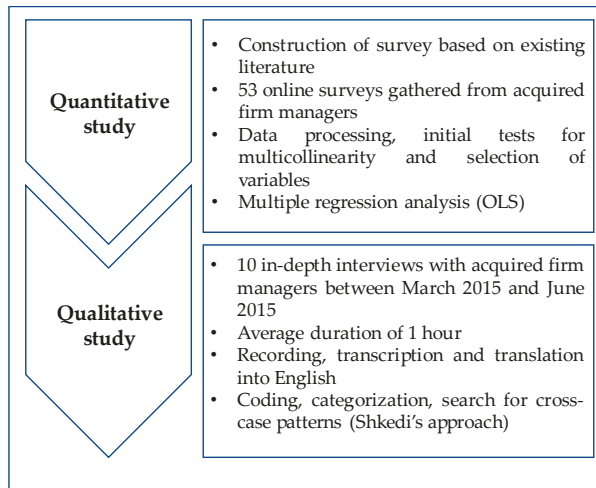 Quantitative
study
• Construction of survey based on existing
literature
• 53 online surveys gathered from acquired
firm managers
• Data processing, initial tests for
multicollinearity and selection of
variables
• Multiple regression analysis (OLS)
Qualitative
study
• 10 in-depth interviews with acquired firm
managers between March 2015 and June
2015
• Average duration of 1 hour
• Recording, transcription and translation
into English
• Coding, categorization, search for cross-
case patterns (Shkedi's approach)